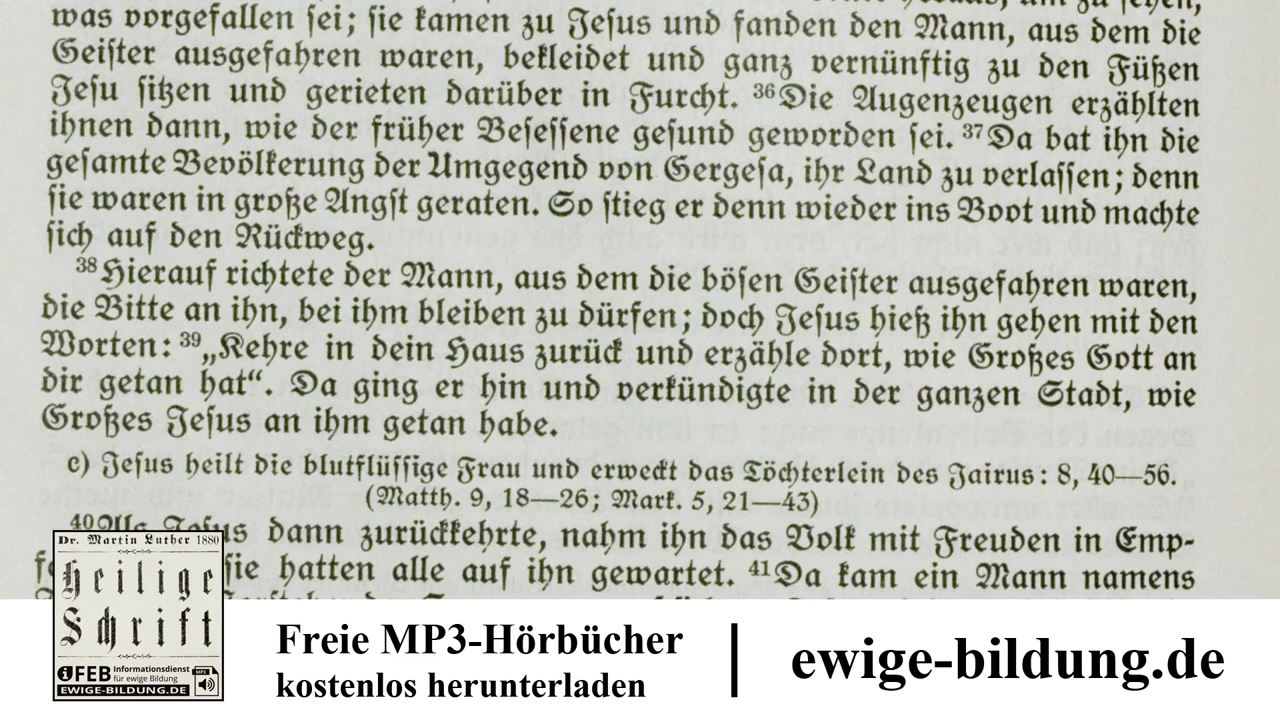 was vorgefallen sei; sie kamen zu Jesus und fanden den Mann, aus dem die
Geister ausgefahren waren, bekleidet und ganz vernünftig zu den Füßen
Jesu sitzen und gerieten darüber in Furcht. ³⁶Die Augenzeugen erzählten
ihnen dann, wie der früher Besessene gesund geworden sei. ³⁷Da bat ihn die
gesamte Bevölkerung der Umgegend von Gergesa, ihr Land zu verlassen; denn
sie waren in große Angst geraten. So stieg er denn wieder ins Boot und machte
sich auf den Rückweg.
³⁸Hierauf richtete der Mann, aus dem die bösen Geister ausgefahren waren,
die Bitte an ihn, bei ihm bleiben zu dürfen; doch Jesus hieß ihn gehen mit den
Worten: ³⁹„Kehre in dein Haus zurück und erzähle dort, wie Großes Gott an
dir getan hat“. Da ging er hin und verkündigte in der ganzen Stadt, wie
Großes Jesus an ihm getan habe.
c) Jesus heilt die blutflüssige Frau und erweckt das Töchterlein des Jairus: 8, 40—56.
(Matth. 9, 18—26; Mark. 5, 21—43)
⁴⁰Als Jesus dann zurückkehrte, nahm ihn das Volk mit Freuden in Emp-
sie hatten alle auf ihn gewartet. ⁴¹Da kam ein Mann namens
Dr. Martin Luther 1880
Heilige
Schrift
FEB Informationsdienst
für ewige Bildung
MP3
EWIGE-BILDUNG.DE
Freie MP3-Hörbücher
kostenlos herunterladen
ewige-bildung.de